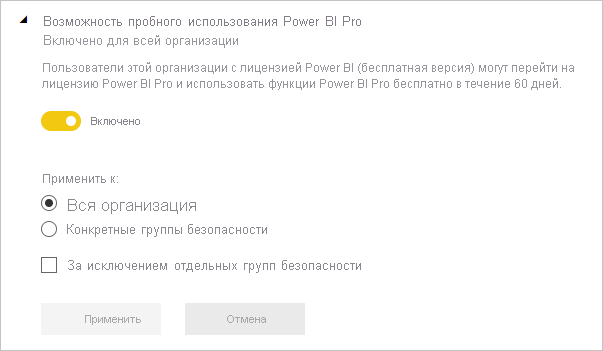 Возможность пробного использования Power BI Pro
Включено для всей организации
Пользователи этой организации с лицензией Power BI (бесплатная версия) могут перейти на
лицензию Power BI Pro и использовать функции Power BI Pro бесплатно в течение 60 дней.
Включено
Применить к:
Вся организация
Конкретные группы безопасности
За исключением отдельных групп безопасности
Применить
Отмена